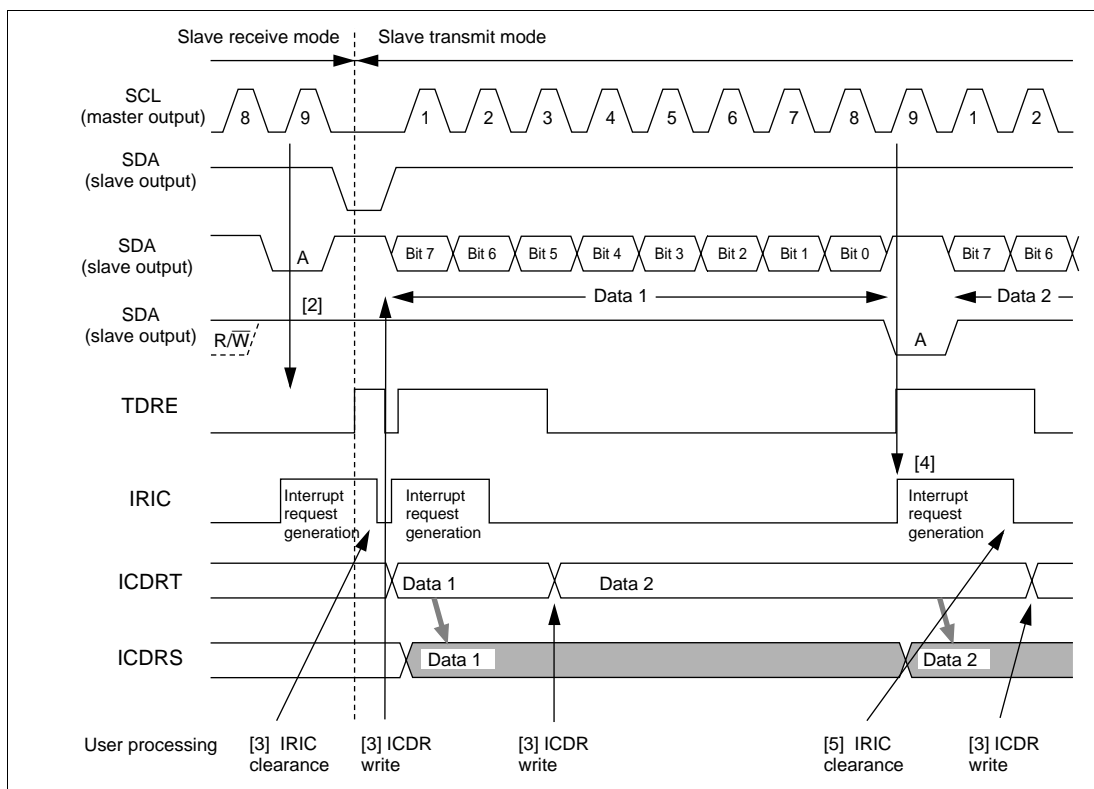 Slave receive mode
Slave transmit mode
SCL
(master output)
8
9
1
2
3
4
5
6
7
8
9
1
2
SDA
(slave output)
SDA
(slave output)
A
Bit 7
Bit 6
Bit 5
Bit 4
Bit 3
Bit 2
Bit 1
Bit 0
Bit 7
Bit 6
[2]
Data 1
Data 2
SDA
(slave output)
R/W̅
A
TDRE
[4]
IRIC
Interrupt
request
generation
Interrupt
request
generation
Interrupt
request
generation
ICDRT
Data 1
Data 2
ICDRS
Data 1
Data 2
User processing
[3] IRIC
clearance
[3] ICDR
write
[3] ICDR
write
[5] IRIC
clearance
[3] ICDR
write